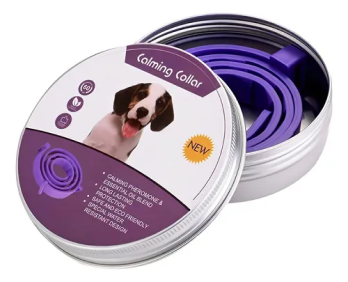 Calming Collar
60
NEW
• CALMING PHEROMONE &
ESSENTIAL OIL BLEND
• LONG LASTING
PROTECTION
• SAFE AND ECO FRIENDLY
• SPECIAL WATER
RESISTANT DESIGN